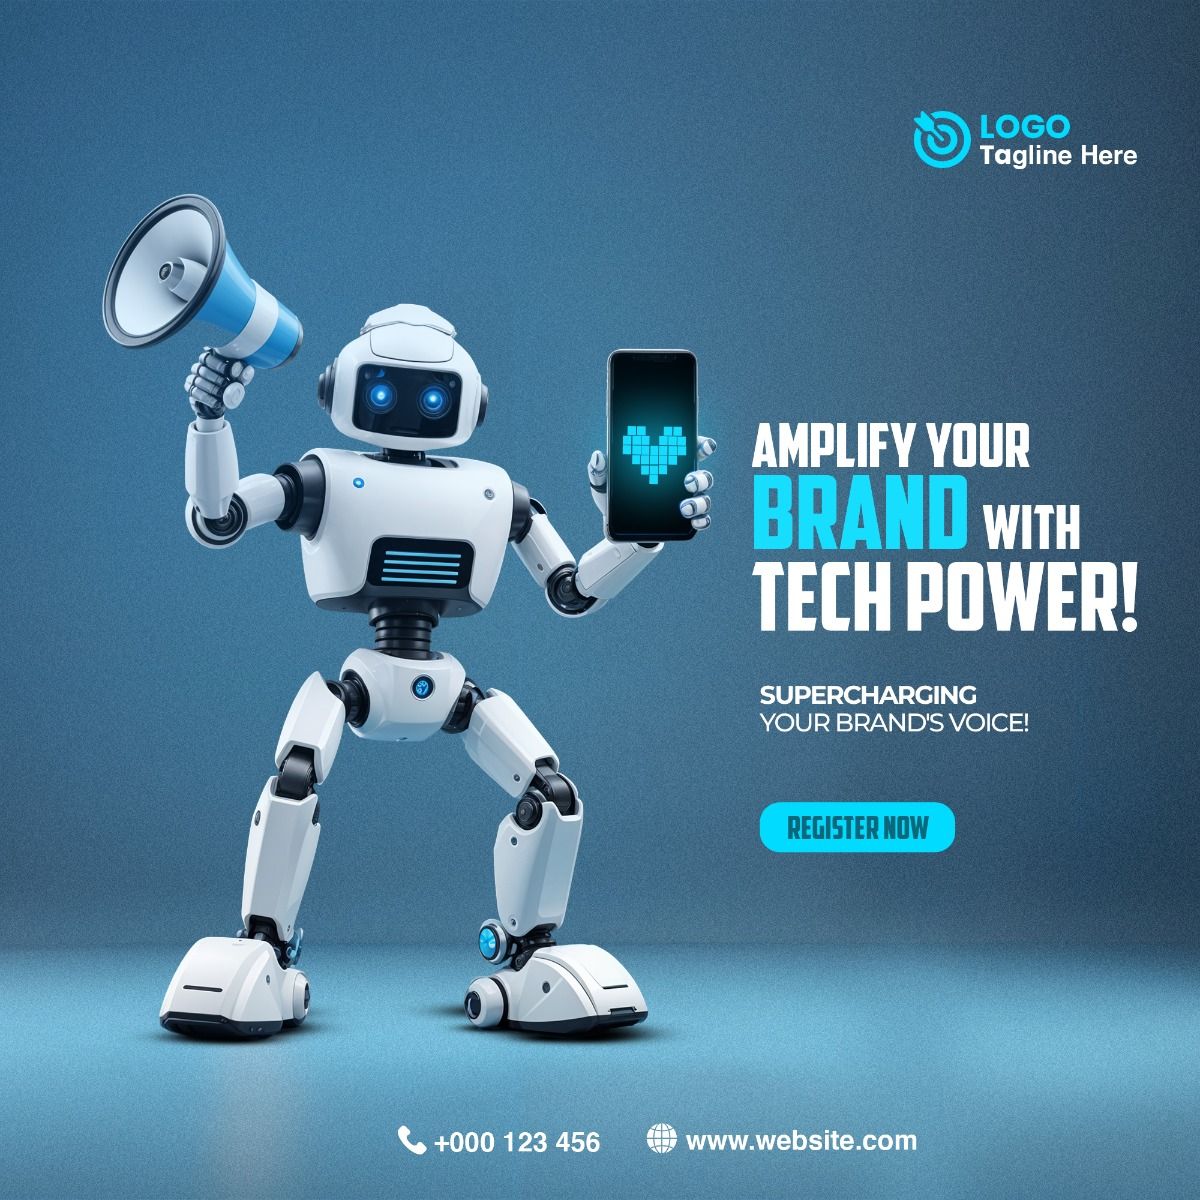 LOGO
Tagline Here
AMPLIFY YOUR
BRAND WITH
TECH POWER!
SUPERCHARGING
YOUR BRAND'S VOICE!
REGISTER NOW
+000 123 456
www.website.com